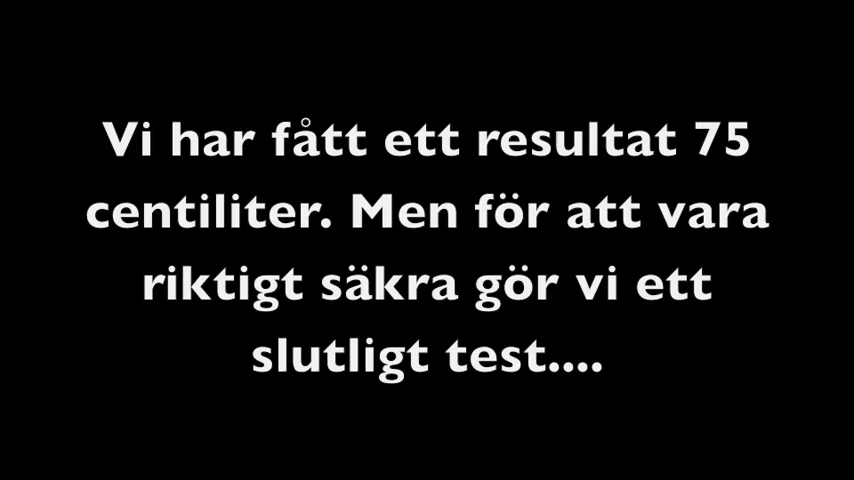 Vi har fått ett resultat 75
centiliter. Men för att vara
riktigt säkra gör vi ett
slutligt test....